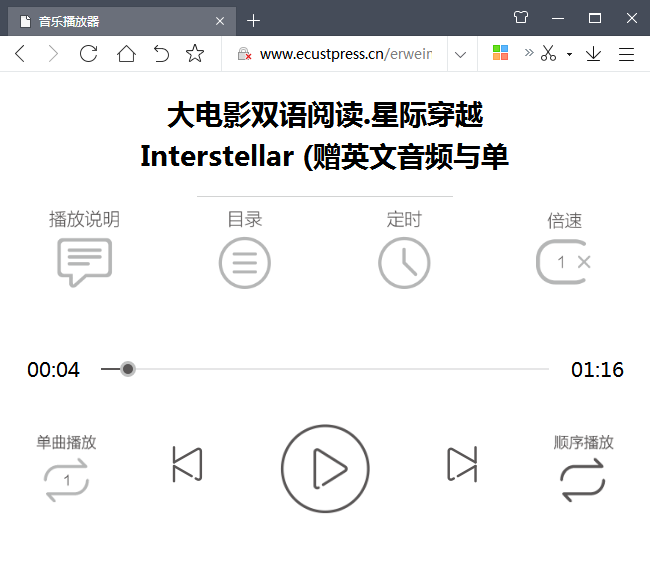 音乐播放器
www.ecustpress.cn/erwein
大电影双语阅读.星际穿越
Interstellar (赠英文音频与单
播放说明 目录 定时 倍速
1
00:04 01:16
单曲播放 顺序播放
1